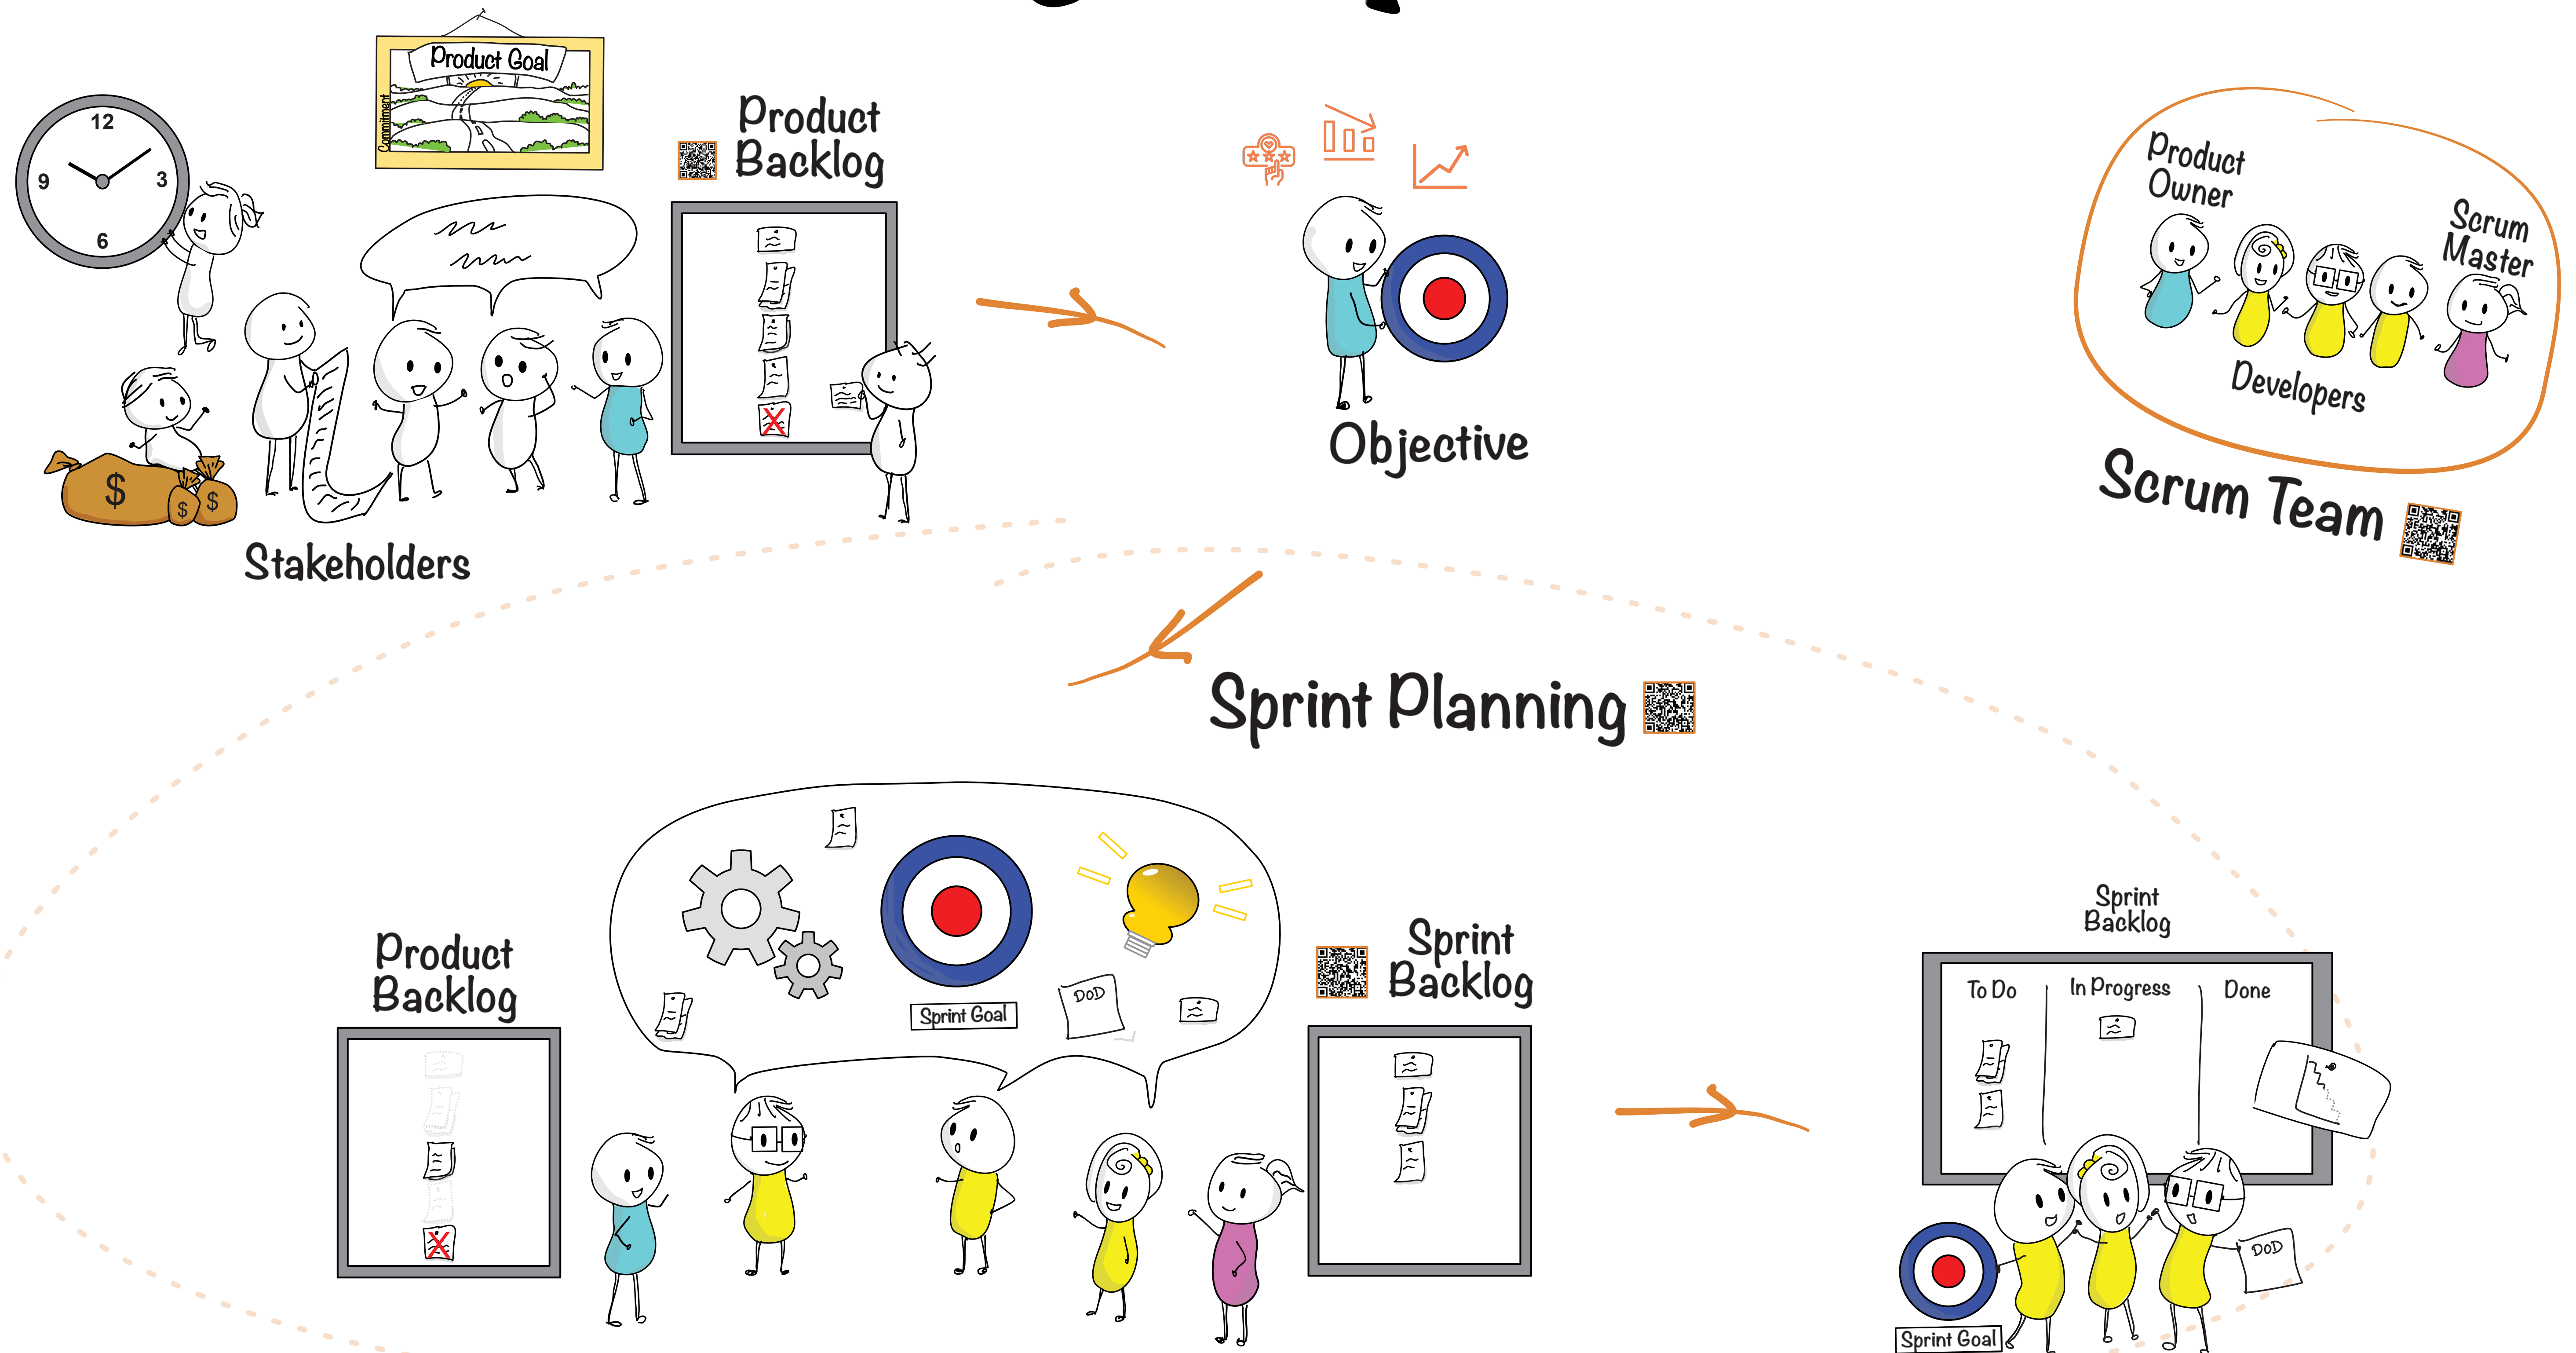 Product Goal
Commitment
12
9
3
6
Product
Backlog
$
$
$
Stakeholders
Objective
Product
Owner
Scrum
Master
Developers
Scrum Team
Sprint Planning
Product
Backlog
Sprint Goal
DoD
Sprint
Backlog
Sprint
Backlog
To Do
In Progress
Done
DoD
Sprint Goal